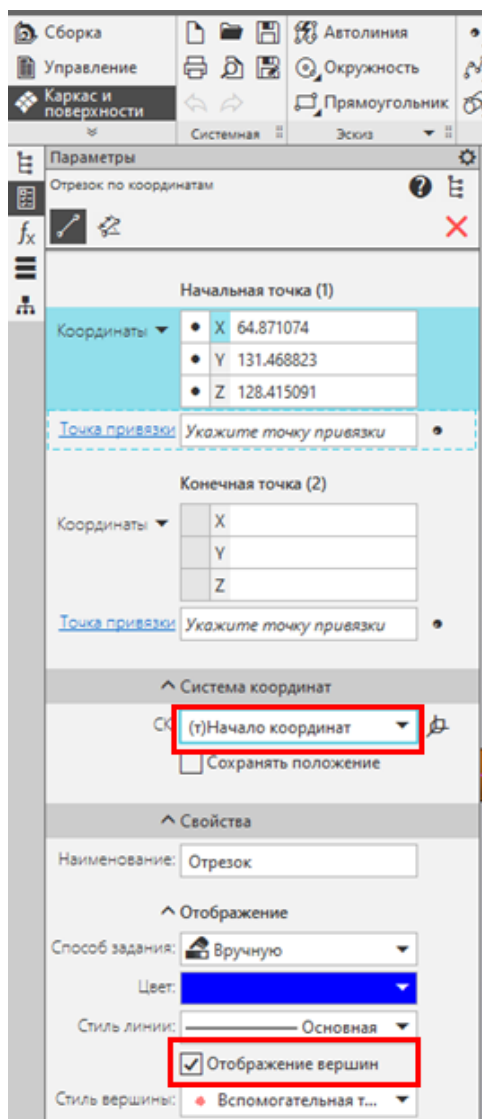 Сборка
Автолиния
Управление
Окружность
Каркас и
поверхности
Прямоугольник
Системная
Эскиз
Параметры
Отрезок по координатам
Начальная точка (1)
Координаты
X 64.871074
Y 131.468823
Z 128.415091
Точка привязки Укажите точку привязки
Конечная точка (2)
Координаты
X
Y
Z
Точка привязки Укажите точку привязки
Система координат
СК (т)Начало координат
Сохранять положение
Свойства
Наименование: Отрезок
Отображение
Способ задания: Вручную
Цвет:
Стиль линии: Основная
Отображение вершин
Стиль вершины: Вспомогательная т...